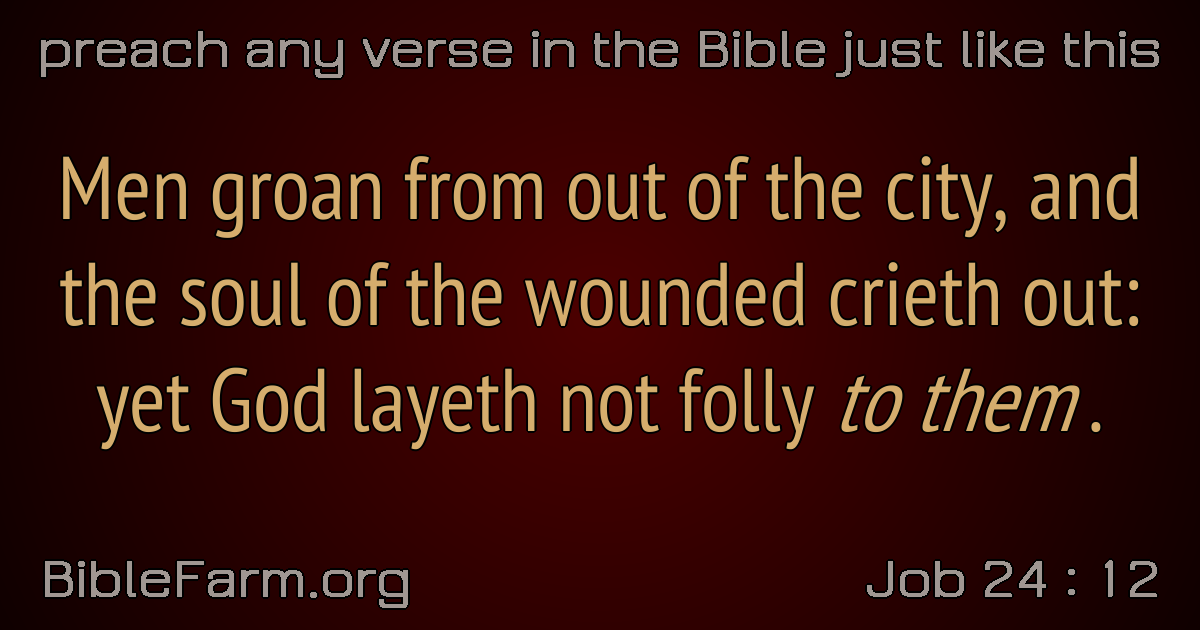 preach any verse in the Bible just like this
Men groan from out of the city, and
the soul of the wounded crieth out:
yet God layeth not folly to them .
BibleFarm.org
Job 24 : 12